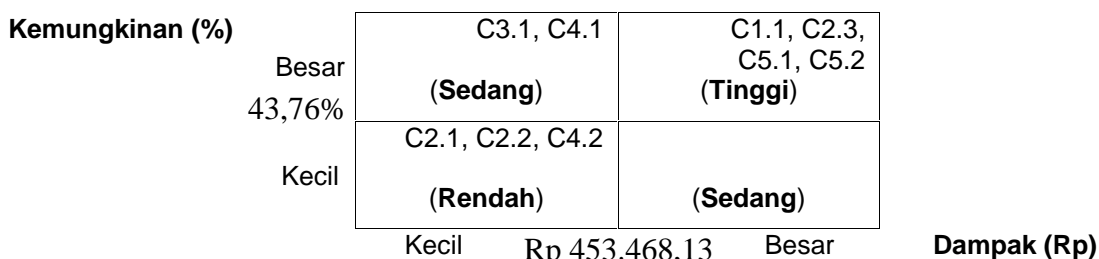 Kemungkinan (%)
C3.1, C4.1
C1.1, C2.3,
C5.1, C5.2
Besar
(Sedang)
(Tinggi)
43,76%
C2.1, C2.2, C4.2
Kecil
(Rendah)
(Sedang)
Kecil
Rp 453.468,13
Besar
Dampak (Rp)